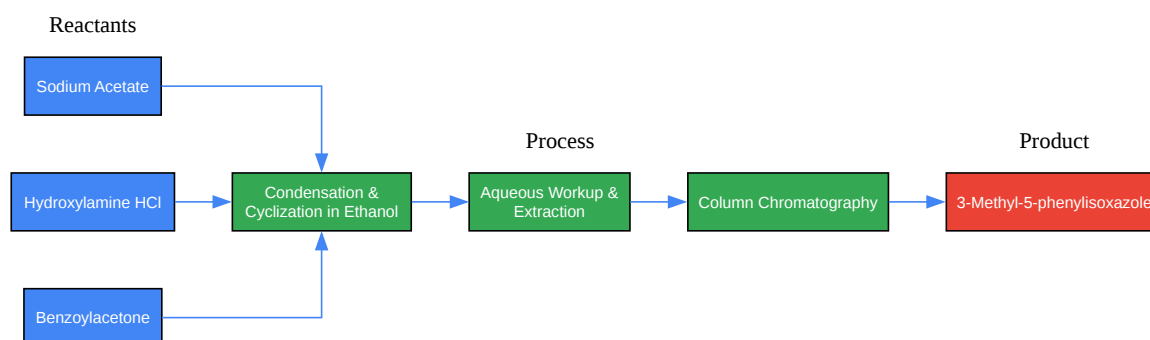 Reactants
Sodium Acetate
Process
Product
Hydroxylamine HCl
Condensation &
Cyclization in Ethanol
Aqueous Workup &
Extraction
Column Chromatography
3-Methyl-5-phenylisoxazole
Benzoylacetone